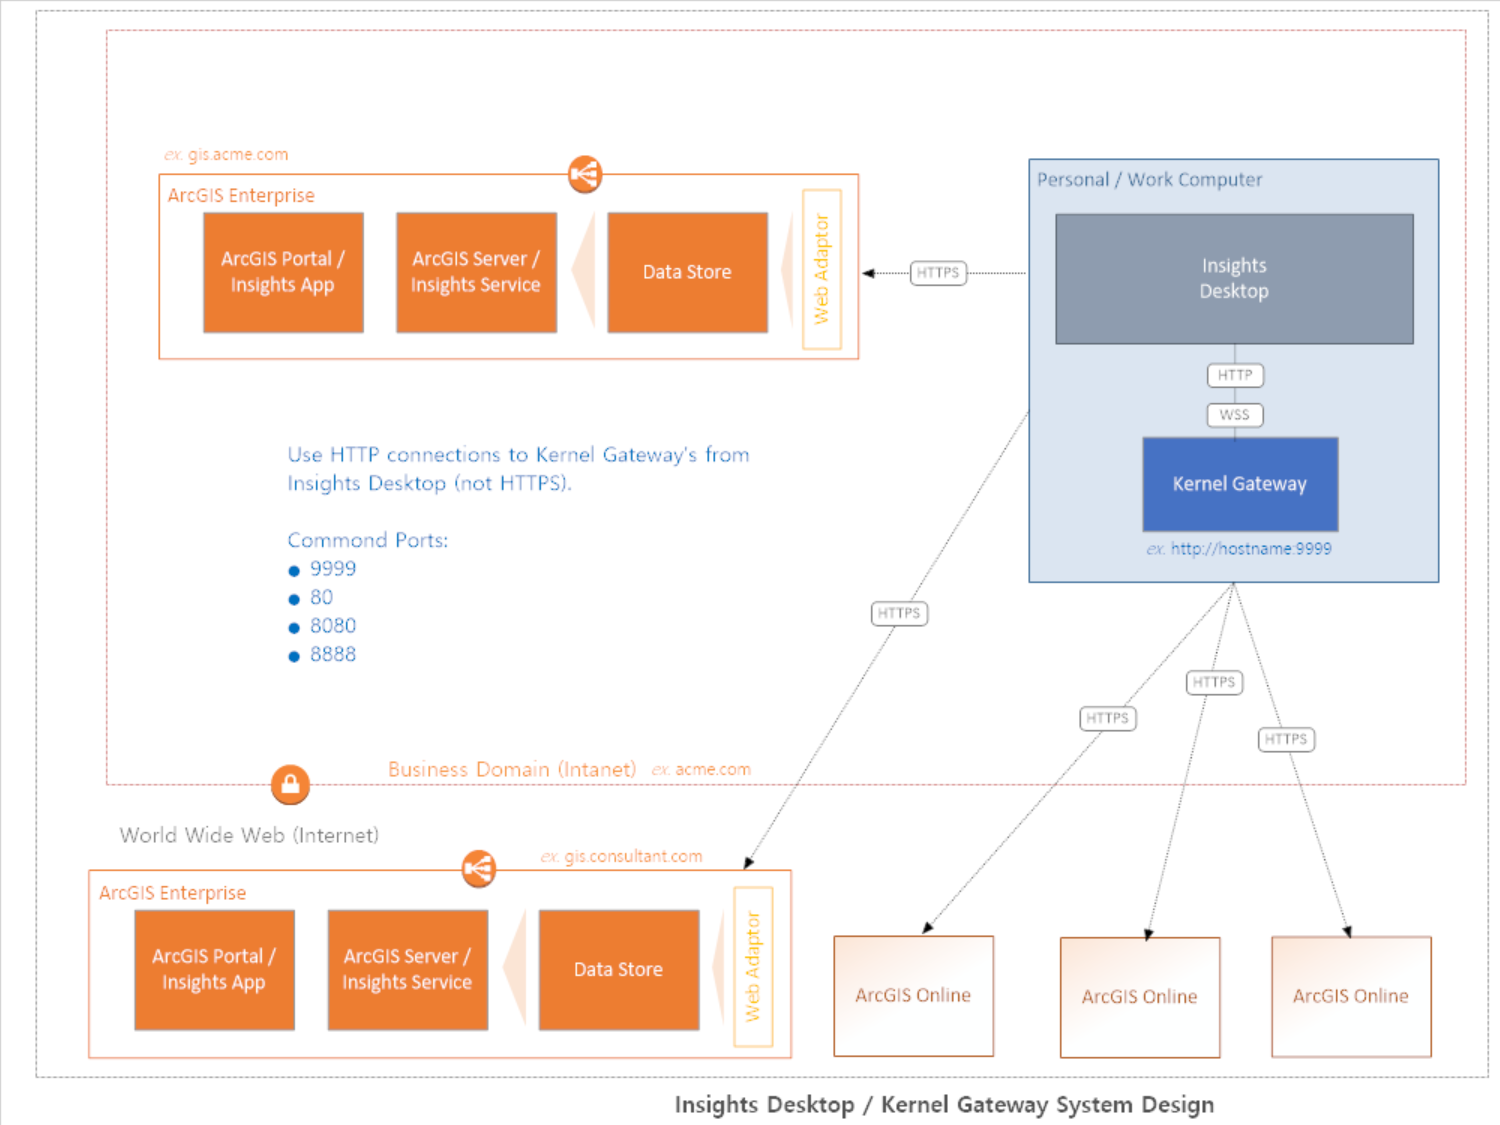 ex. gis.acme.com
ArcGIS Enterprise
ArcGIS Portal /
Insights App
ArcGIS Server /
Insights Service
Data Store
Web Adaptor
HTTPS
Personal / Work Computer
Insights
Desktop
HTTP
WSS
Kernel Gateway
ex. http://hostname:9999
Use HTTP connections to Kernel Gateway's from
Insights Desktop (not HTTPS).
Commond Ports:
● 9999
● 80
● 8080
● 8888
HTTPS
HTTPS
HTTPS
HTTPS
Business Domain (Intanet) ex. acme.com
World Wide Web (Internet)
ex. gis.consultant.com
ArcGIS Enterprise
ArcGIS Portal /
Insights App
ArcGIS Server /
Insights Service
Data Store
Web Adaptor
ArcGIS Online
ArcGIS Online
ArcGIS Online
Insights Desktop / Kernel Gateway System Design